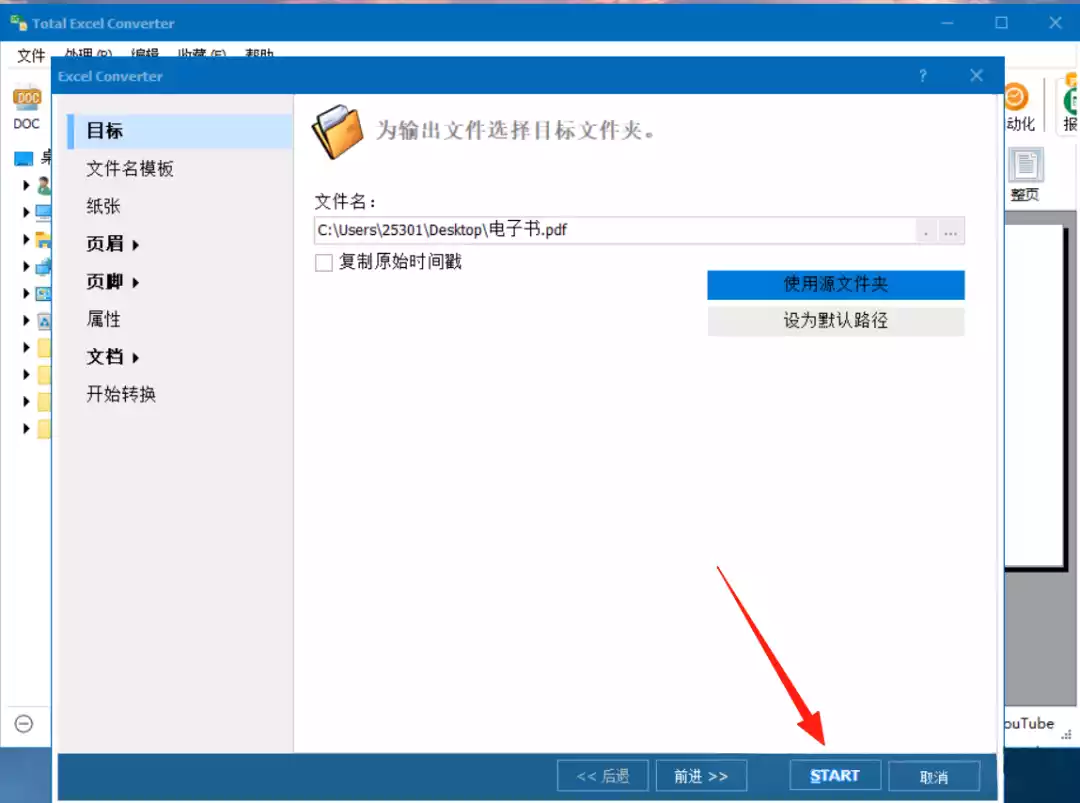 Total Excel Converter
文件 处理(P) 编辑 收藏(F) 帮助
Excel Converter
?
DOC
DOC
动化
报
整页
目标
文件名模板
纸张
页眉
页脚
属性
文档
开始转换
为输出文件选择目标文件夹。
文件名：
C:\Users\25301\Desktop\电子书.pdf
. ...
复制原始时间戳
使用源文件夹
设为默认路径
ouTube
<< 后退
前进 >>
START
取消